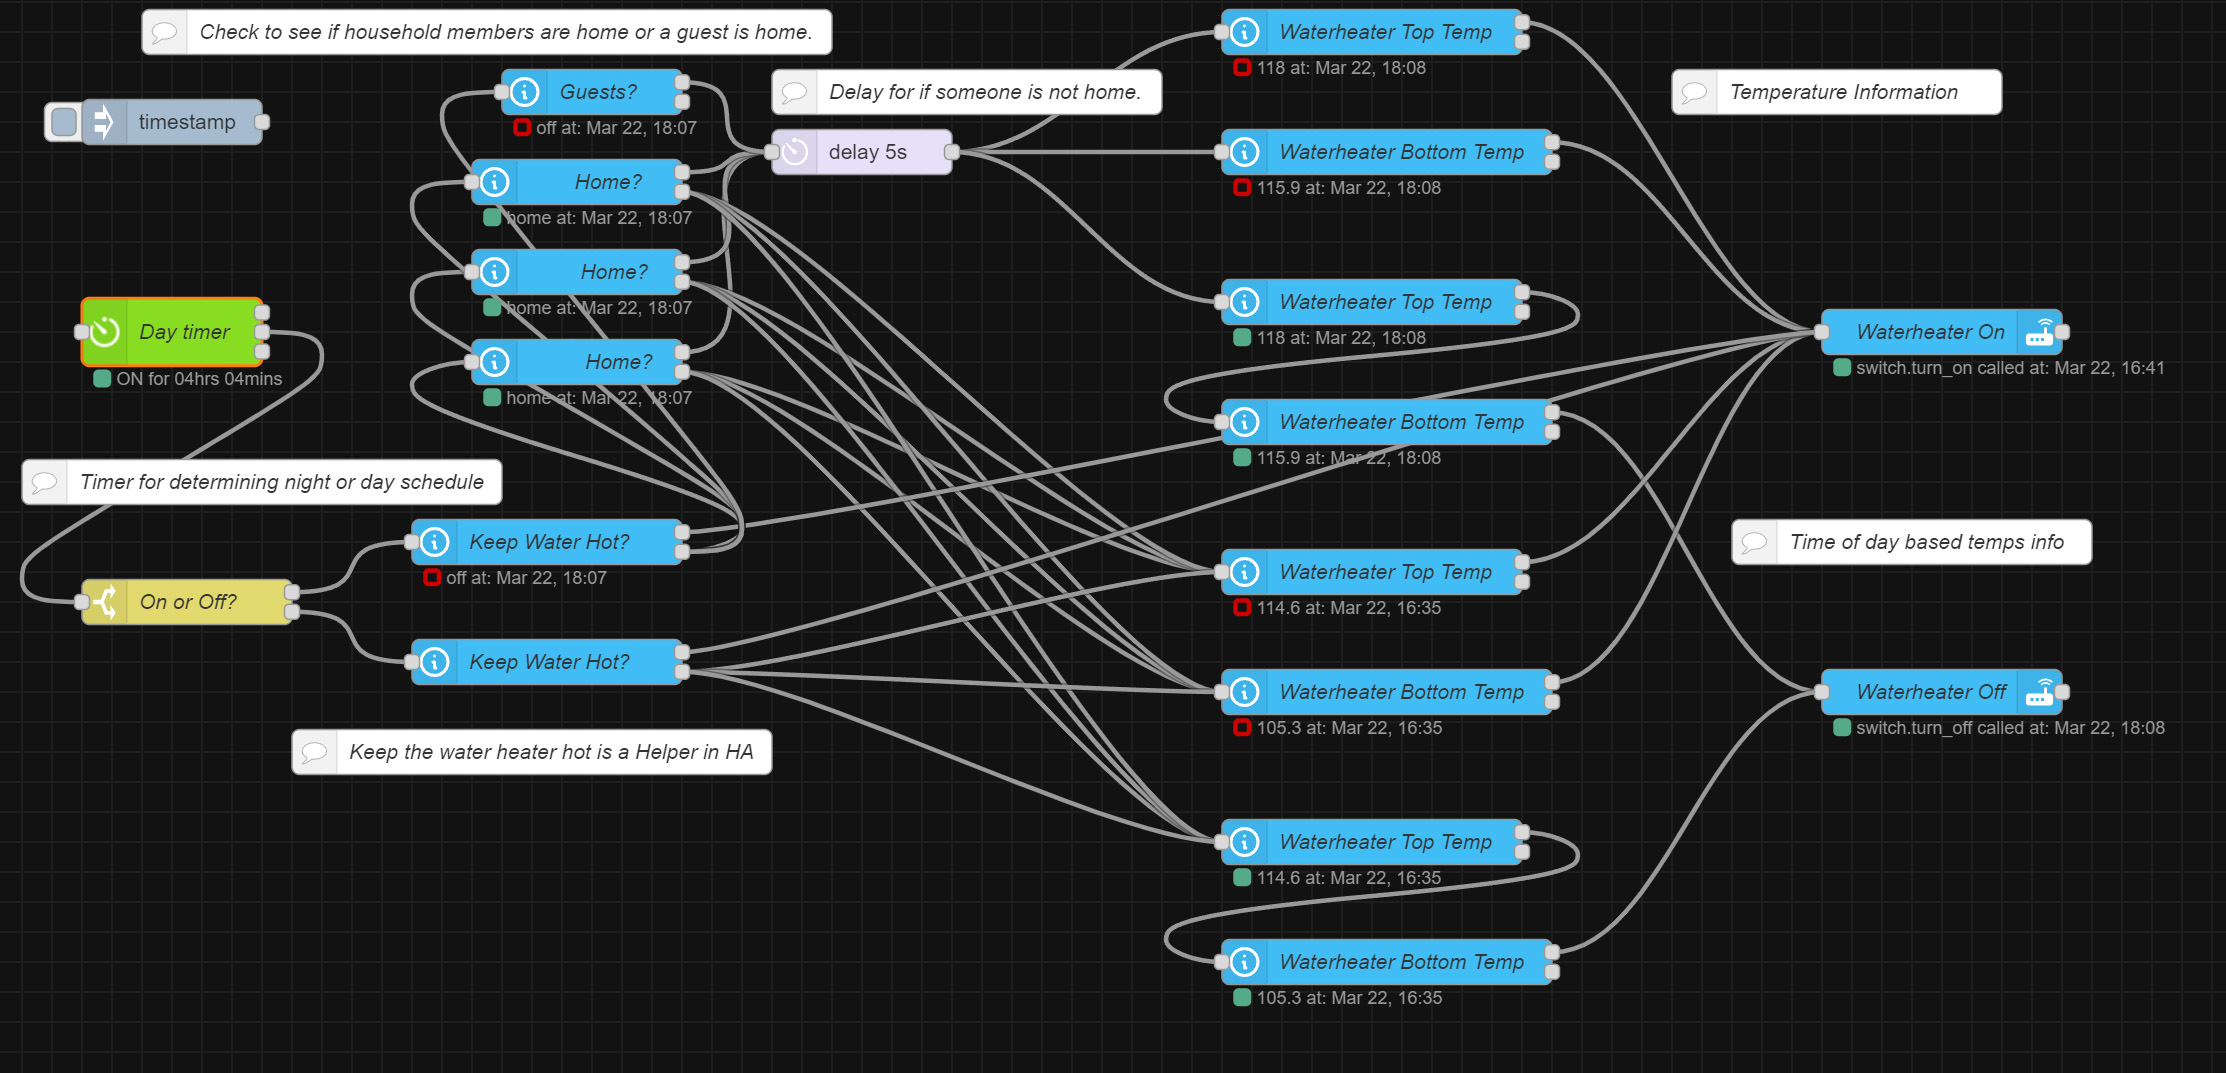 Check to see if household members are home or a guest is home.
timestamp
Guests?
off at: Mar 22, 18:07
Home?
home at: Mar 22, 18:07
Home?
home at: Mar 22, 18:07
Home?
home at: Mar 22, 18:07
Day timer
ON for 04hrs 04mins
Timer for determining night or day schedule
On or Off?
Keep Water Hot?
off at: Mar 22, 18:07
Keep Water Hot?
Keep the water heater hot is a Helper in HA
Delay for if someone is not home.
delay 5s
Waterheater Top Temp
118 at: Mar 22, 18:08
Waterheater Bottom Temp
115.9 at: Mar 22, 18:08
Waterheater Top Temp
118 at: Mar 22, 18:08
Waterheater Bottom Temp
115.9 at: Mar 22, 18:08
Waterheater Top Temp
114.6 at: Mar 22, 16:35
Waterheater Bottom Temp
105.3 at: Mar 22, 16:35
Waterheater Top Temp
114.6 at: Mar 22, 16:35
Waterheater Bottom Temp
105.3 at: Mar 22, 16:35
Temperature Information
Waterheater On
switch.turn_on called at: Mar 22, 16:41
Time of day based temps info
Waterheater Off
switch.turn_off called at: Mar 22, 18:08